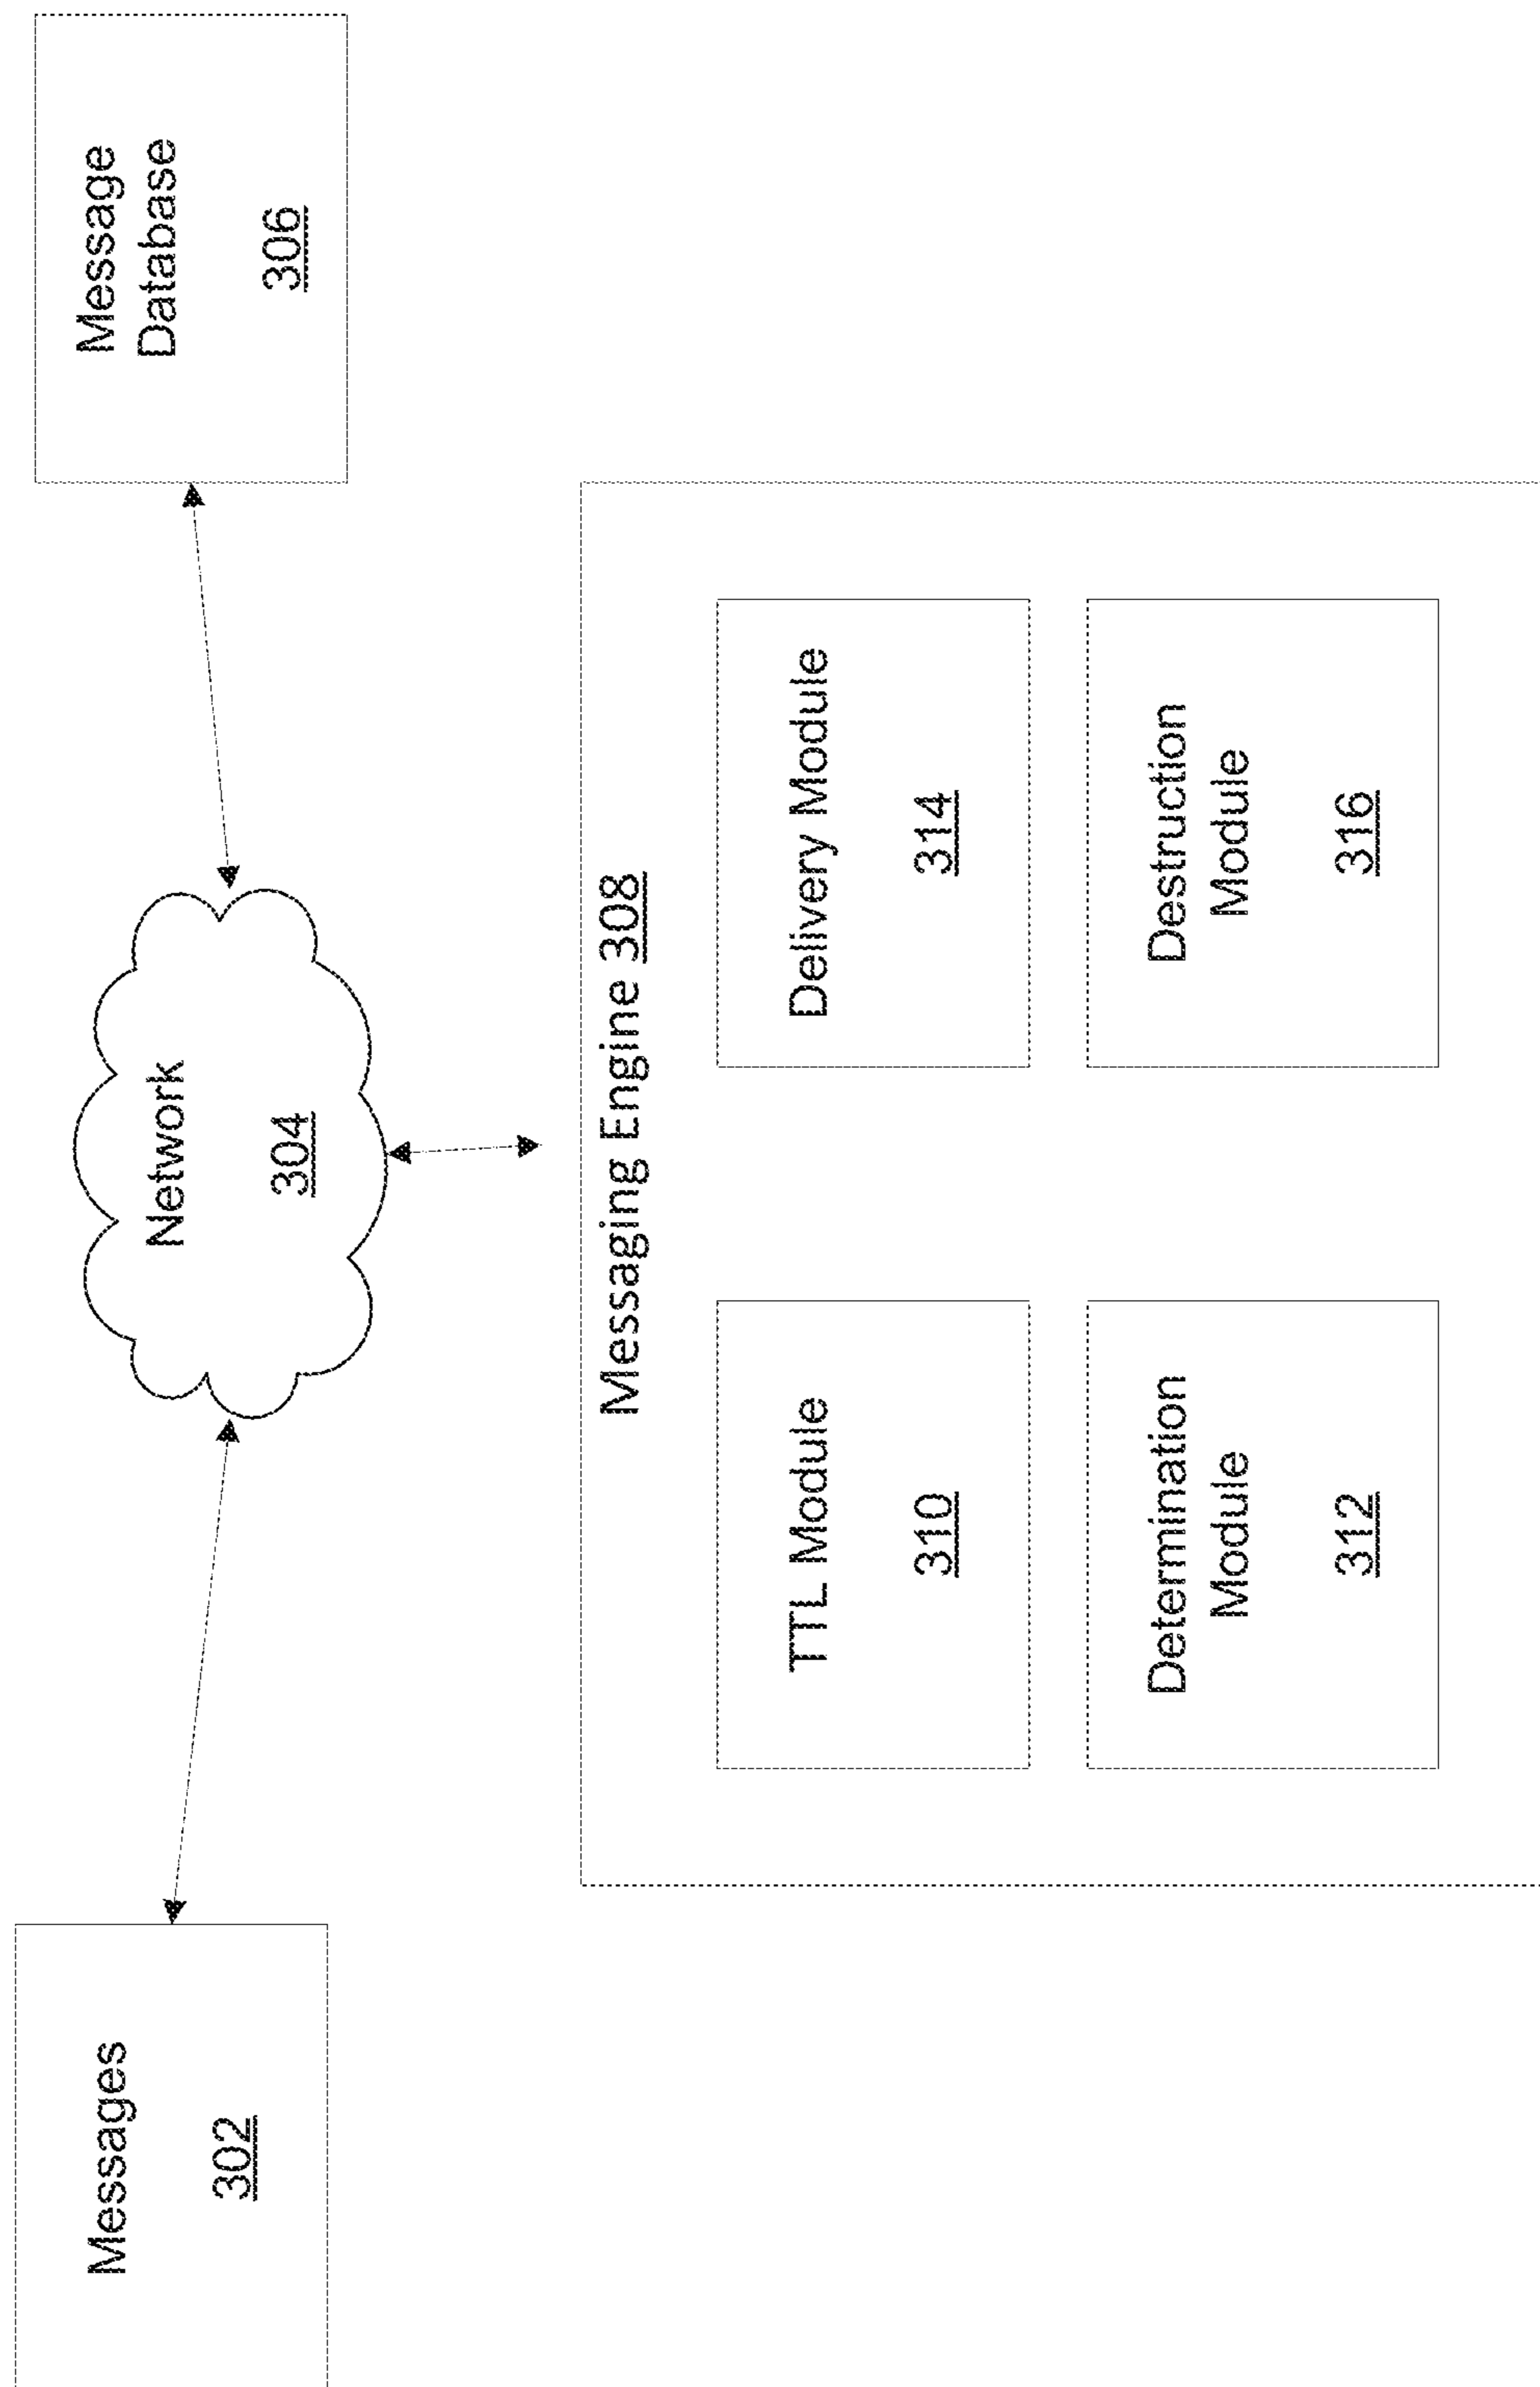 Messages
302
Network
304
Message
Database
306
Messaging Engine 308
TTL Module
310
Delivery Module
314
Determination
Module
312
Destruction
Module
316